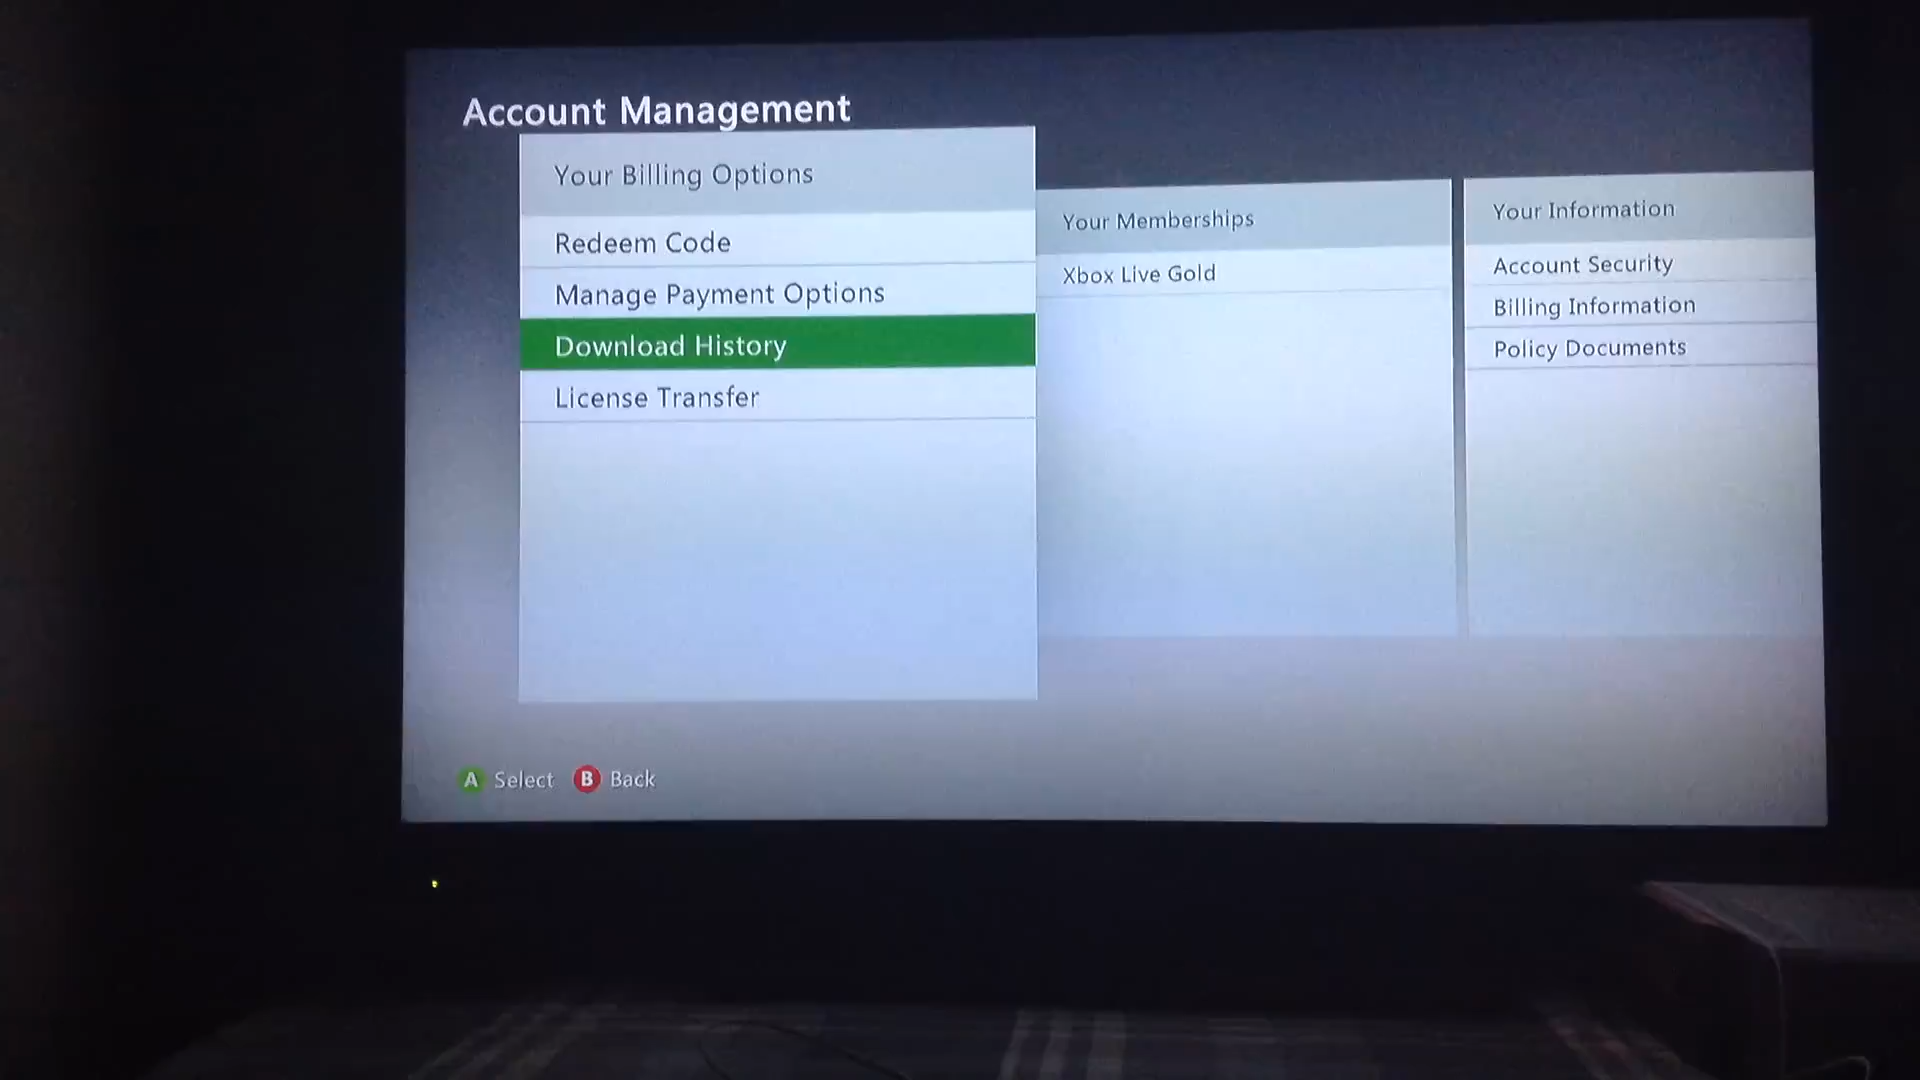 Account Management
Your Billing Options
Redeem Code
Manage Payment Options
Download History
License Transfer
Your Memberships
Xbox Live Gold
Your Information
Account Security
Billing Information
Policy Documents
A Select B Back